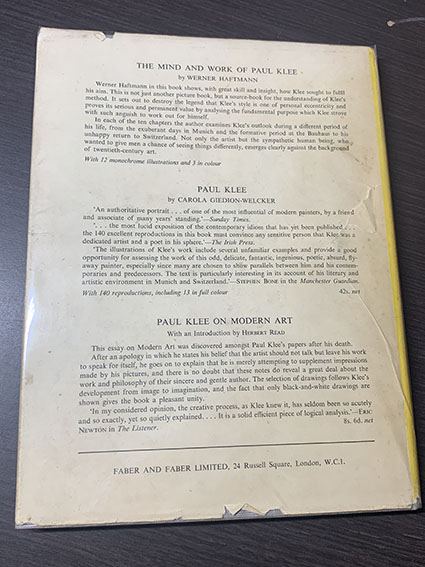 THE MIND AND WORK OF PAUL KLEE
by WERNER HAFTMANN
Werner Haftmann in this book shows, with great skill and insight, how Klee sought to fulfil
his aim. This is not just another picture book, but a source-book for the understanding of Klee's
method. It sets out to destroy the legend that Klee's style is one of personal eccentricity and
proves its serious and permanent value by analysing the fundamental purpose which Klee strove
with such anguish to work out for himself.
In each of the ten chapters the author examines Klee's outlook during a different period of
his life, from the exuberant days in Munich and the formative period at the Bauhaus to his
unhappy return to Switzerland. Not only the artist but the sympathetic human being, who
wanted to give men a chance of seeing things differently, emerges clearly against the background
of twentieth-century art.
With 12 monochrome illustrations and 3 in colour
PAUL KLEE
by CAROLA GIEDION-WELCKER
'An authoritative portrait . . . of one of the most influential of modern painters, by a friend
and associate of many years' standing.'—Sunday Times.
'. . . the most lucid exposition of the contemporary idiom that has yet been published . . .
the 140 excellent reproductions in this book must convince any sensitive person that Klee was a
dedicated artist and a poet in his sphere.'—The Irish Press.
'The illustrations of Klee's work include several unfamiliar examples and provide a good
opportunity for assessing the work of this odd, delicate, fantastic, ingenious, poetic, absurd, fly-
away painter, especially since many are chosen to show parallels between him and his contem-
poraries and predecessors. The text is particularly interesting in its account of his literary and
artistic environment in Munich and Switzerland.'—STEPHEN BONE in the Manchester Guardian.
With 140 reproductions, including 13 in full colour 42s. net
PAUL KLEE ON MODERN ART
With an Introduction by HERBERT READ
This essay on Modern Art was discovered amongst Paul Klee's papers after his death.
After an apology in which he states his belief that the artist should not talk but leave his work
to speak for itself, he goes on to explain that he is merely attempting to supplement impressions
made by his pictures, and there is no doubt that these notes do reveal a great deal about the
work and philosophy of their sincere and gentle author. The selection of drawings follows Klee's
development from image to imagination, and the fact that only black-and-white drawings are
shown gives the book a pleasant unity.
'In my considered opinion, the creative process, as Klee knew it, has seldom been so acutely
and so exactly, yet so quietly explained. . . . It is a solid efficient piece of logical analysis.'—ERIC
NEWTON in The Listener. 8s. 6d. net
FABER AND FABER LIMITED, 24 Russell Square, London, W.C.1.